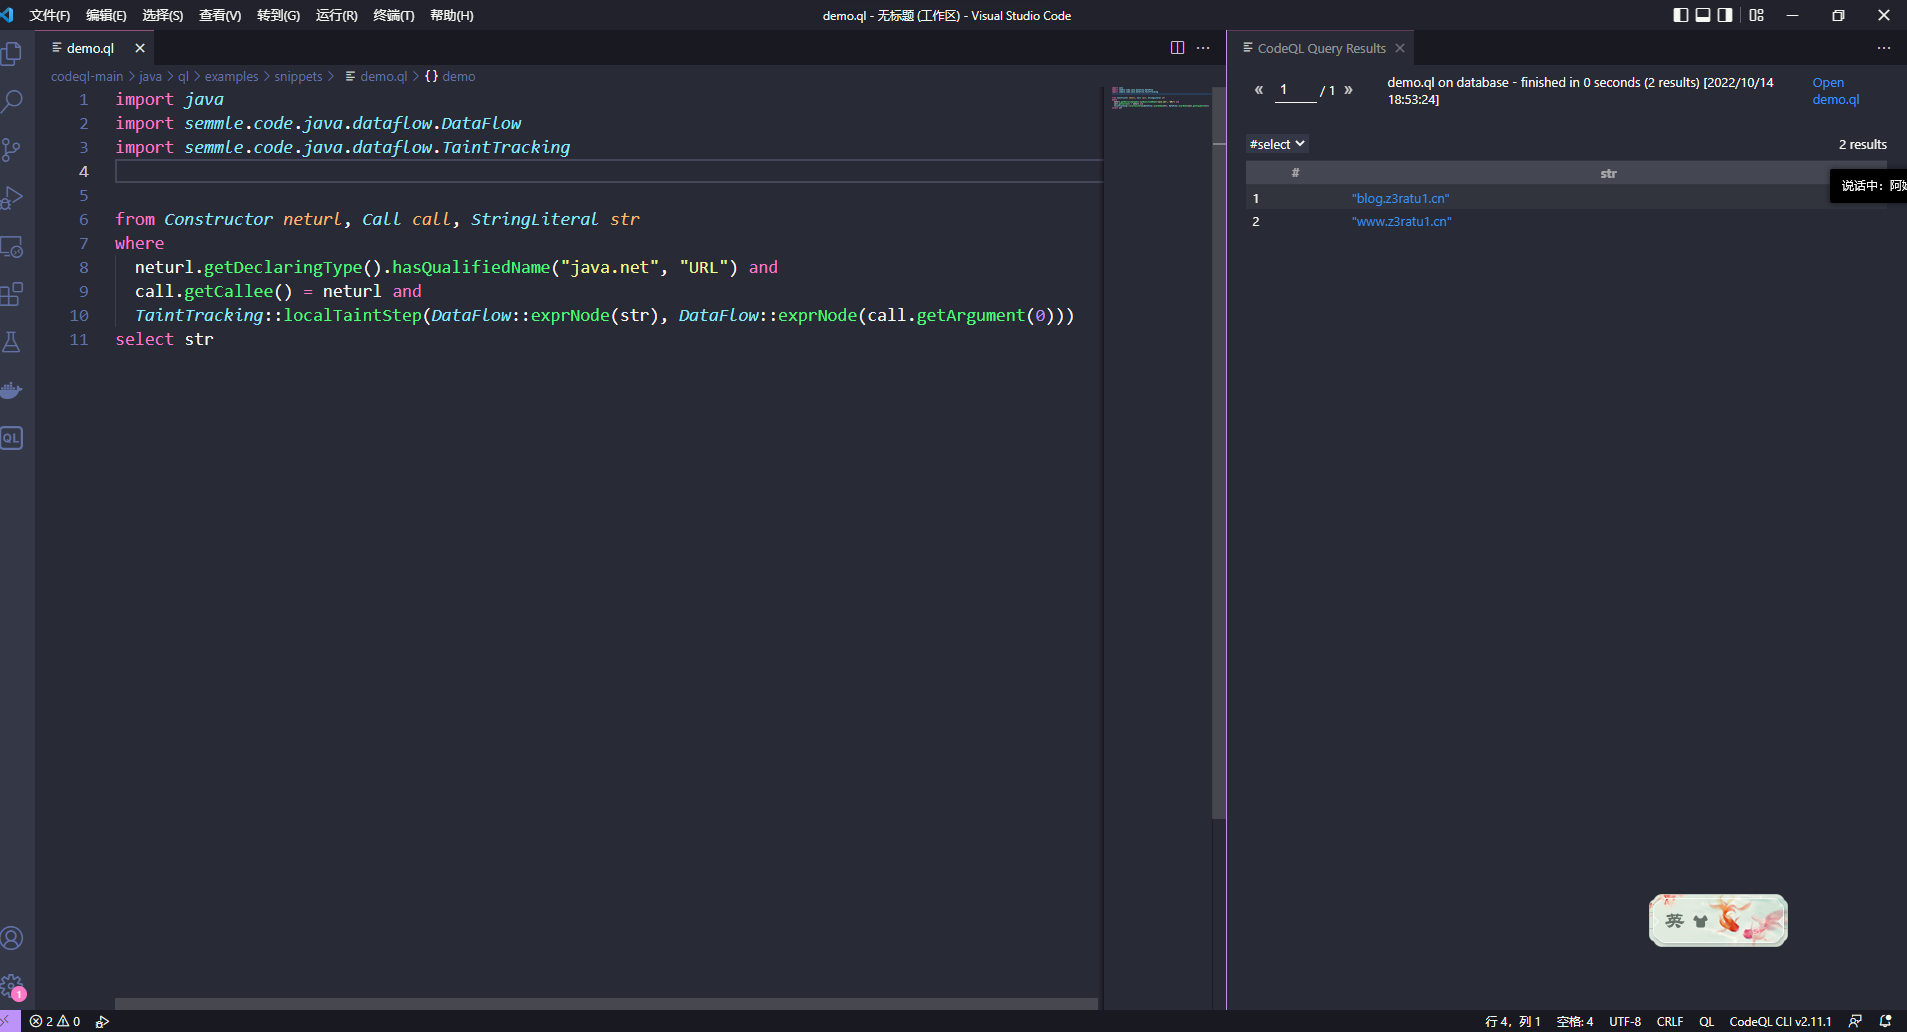 文件(F) 编辑(E) 选择(S) 查看(V) 转到(G) 运行(R) 终端(T) 帮助(H)
demo.ql - 无标题 (工作区) - Visual Studio Code
demo.ql
codeql-main > java > ql > examples > snippets > demo.ql > {} demo
1 import java
2 import semmle.code.java.dataflow.DataFlow
3 import semmle.code.java.dataflow.TaintTracking
4
5
6 from Constructor neturl, Call call, StringLiteral str
7 where
8 neturl.getDeclaringType().hasQualifiedName("java.net", "URL") and
9 call.getCallee() = neturl and
10 TaintTracking::localTaintStep(DataFlow::exprNode(str), DataFlow::exprNode(call.getArgument(0)))
11 select str
CodeQL Query Results
« 1 / 1 »
demo.ql on database - finished in 0 seconds (2 results) [2022/10/14
18:53:24]
Open
demo.ql
#select
2 results
# str
说话中: 阿
1 "blog.z3ratu1.cn"
2 "www.z3ratu1.cn"
英
QL
1
2 0
行 4, 列 1 空格: 4 UTF-8 CRLF QL CodeQL CLI v2.11.1